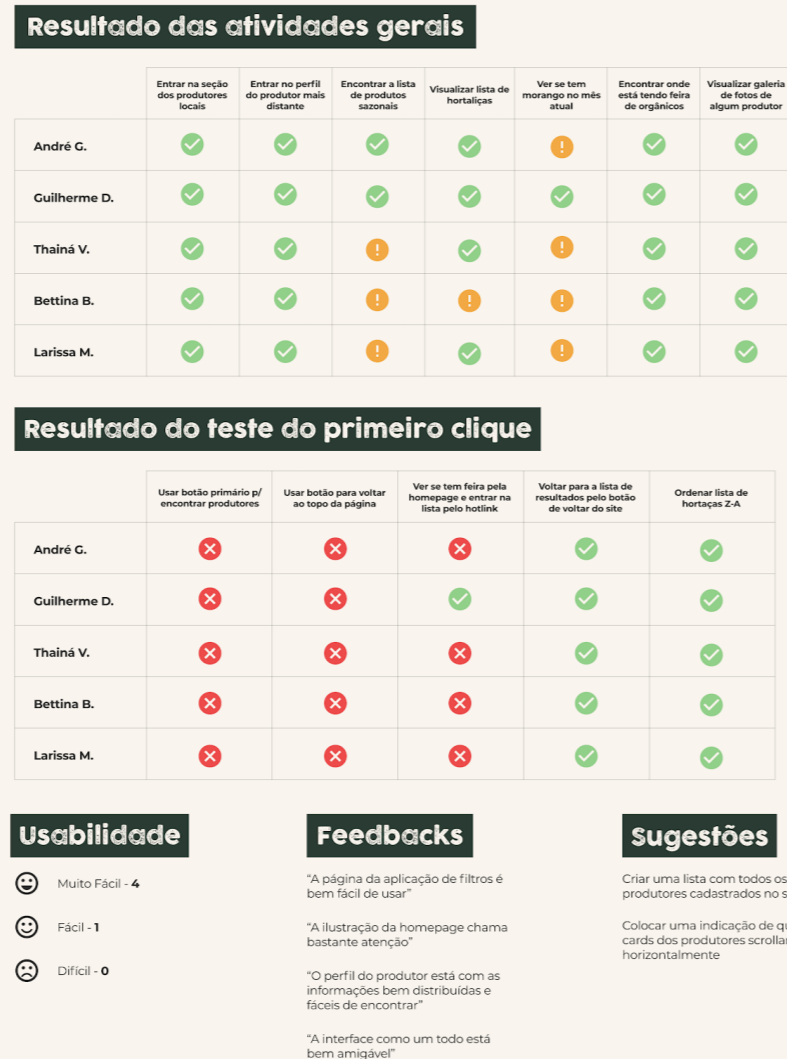 Resultado das atividades gerais
Entrar na seção
dos produtores
locais
Entrar no perfil
do produtor mais
distante
Encontrar a lista
de produtos
sazonais
Visualizar lista de
hortaliças
Ver se tem
morango no mês
atual
Encontrar onde
está tendo feira
de orgânicos
Visualizar galeria
de fotos de
algum produtor
André G.
Guilherme D.
Thainá V.
Bettina B.
Larissa M.
Resultado do teste do primeiro clique
Usar botão primário p/
encontrar produtores
Usar botão para voltar
ao topo da página
Ver se tem feira pela
homepage e entrar na
lista pelo hotlink
Voltar para a lista de
resultados pelo botão
de voltar do site
Ordenar lista de
hortaças Z-A
André G.
Guilherme D.
Thainá V.
Bettina B.
Larissa M.
Usabilidade
Muito Fácil - 4
Fácil - 1
Difícil - 0
Feedbacks
“A página da aplicação de filtros é
bem fácil de usar”
“A ilustração da homepage chama
bastante atenção”
“O perfil do produtor está com as
informações bem distribuídas e
fáceis de encontrar”
“A interface como um todo está
bem amigável”
Sugestões
Criar uma lista com todos os
produtores cadastrados no
Colocar uma indicação de
cards dos produtores
horizontalmente